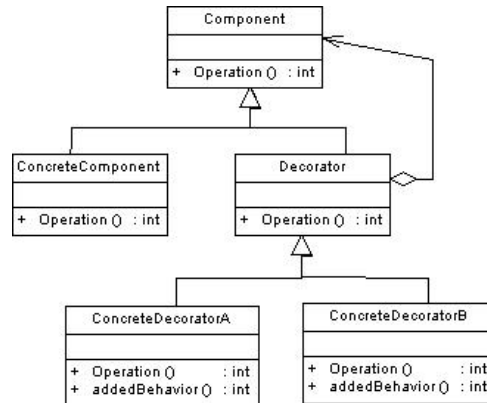 Component
+ Operation () : int
ConcreteComponent
+ Operation () : int
Decorator
+ Operation () : int
ConcreteDecoratorA
+ Operation () : int
+ addedBehavior () : int
ConcreteDecoratorB
+ Operation () : int
+ addedBehavior () : int